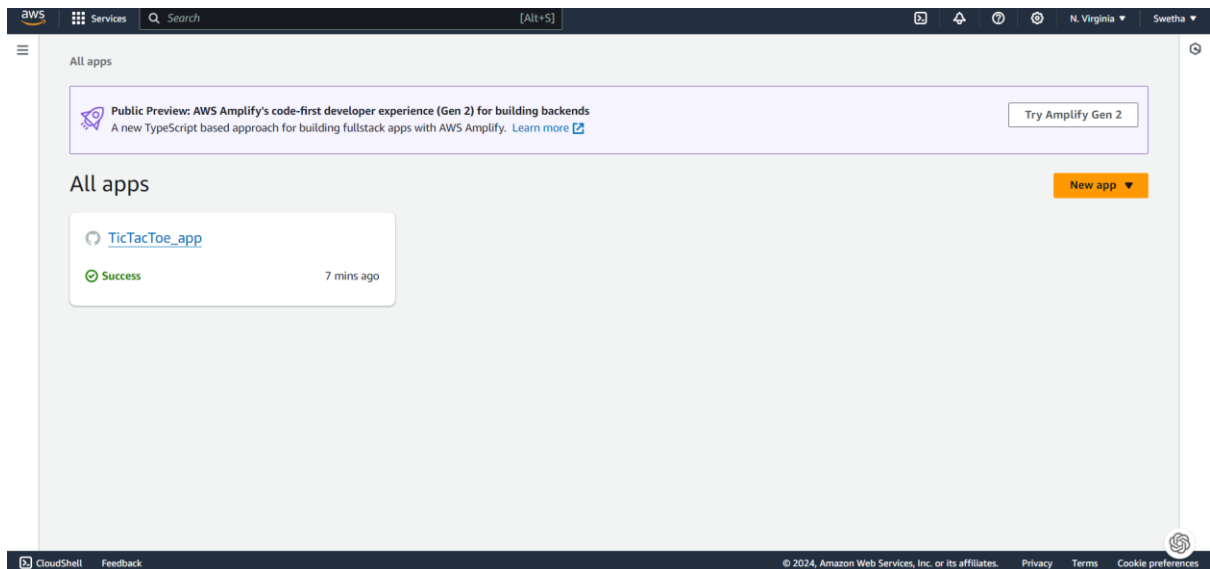 aws Services Search [Alt+S] N. Virginia Swetha
All apps
Public Preview: AWS Amplify's code-first developer experience (Gen 2) for building backends
A new TypeScript based approach for building fullstack apps with AWS Amplify. Learn more
Try Amplify Gen 2
All apps
New app
TicTacToe_app
Success 7 mins ago
CloudShell Feedback © 2024, Amazon Web Services, Inc. or its affiliates. Privacy Terms Cookie preferences